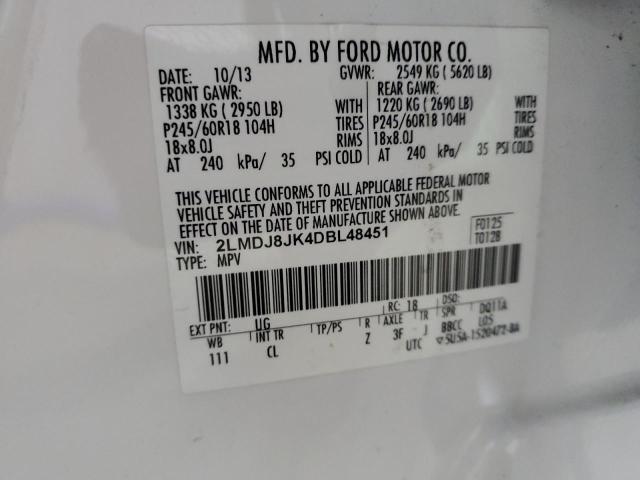 MFD. BY FORD MOTOR CO.
DATE: 10/13 GVWR: 2549 KG ( 5620 LB)
FRONT GAWR: REAR GAWR:
1338 KG ( 2950 LB) WITH 1220 KG ( 2690 LB) WITH
P245/60R18 104H TIRES P245/60R18 104H TIRES
18x8.0J RIMS 18x8.0J RIMS
AT 240 kPa/ 35 PSI COLD AT 240 kPa/ 35 PSI COLD
THIS VEHICLE CONFORMS TO ALL APPLICABLE FEDERAL MOTOR
VEHICLE SAFETY AND THEFT PREVENTION STANDARDS IN
EFFECT ON THE DATE OF MANUFACTURE SHOWN ABOVE.
VIN: 2LMDJ8JK4DBL48451 F0125
TYPE: MPV T0128
EXT PNT: UG RC: 18 DSO: DQ11A
WB INT TR TP/PS R AXLE TR SPR
111 CL Z 3F J BBCC L05
UTC 5U5A-1520472-BA